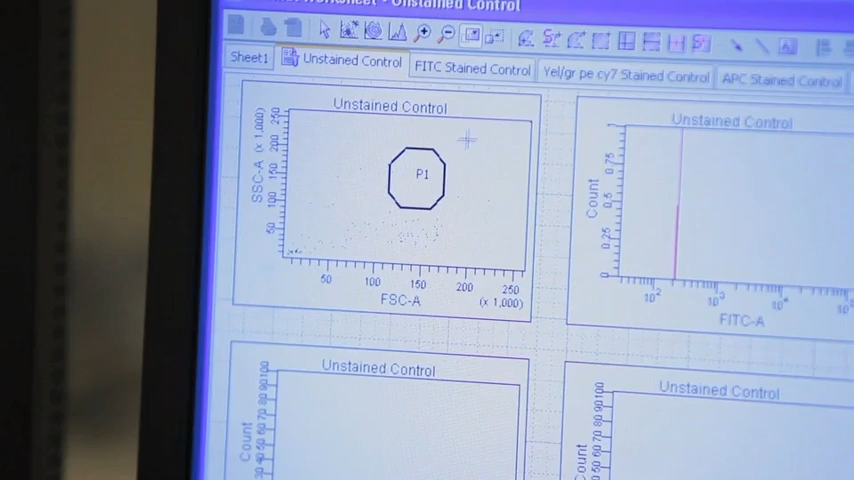 Worksheet - Unstained Control
Sheet1
Unstained Control
FITC Stained Control
Yel/gr pe cy7 Stained Control
APC Stained Control
Unstained Control
SSC-A (x 1,000)
50 100 150 200 250
P1
50 100 150 200 250
FSC-A (x 1,000)
Unstained Control
Count
0 0.25 0.5 0.75 1
10² 10³ 10⁴
FITC-A
Unstained Control
Count
30 40 50 60 70 80 90 100
Unstained Control
Count
50 60 70 80 90 100